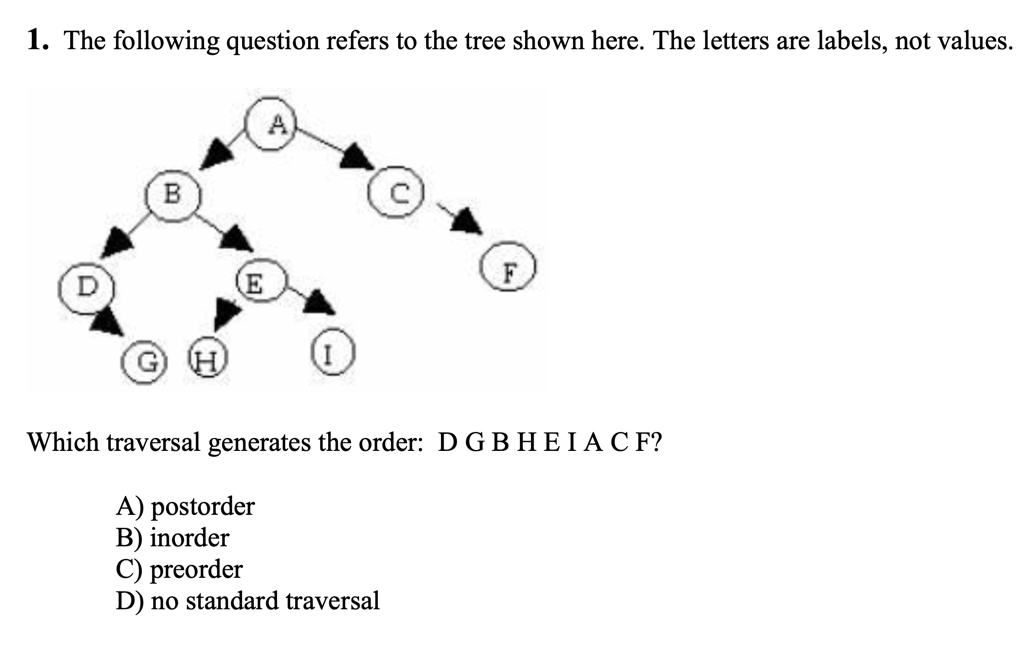 1. The following question refers to the tree shown here. The letters are labels, not values.
A
B
C
D
E
F
G
H
I
Which traversal generates the order: D G B H E I A C F?
A) postorder
B) inorder
C) preorder
D) no standard traversal